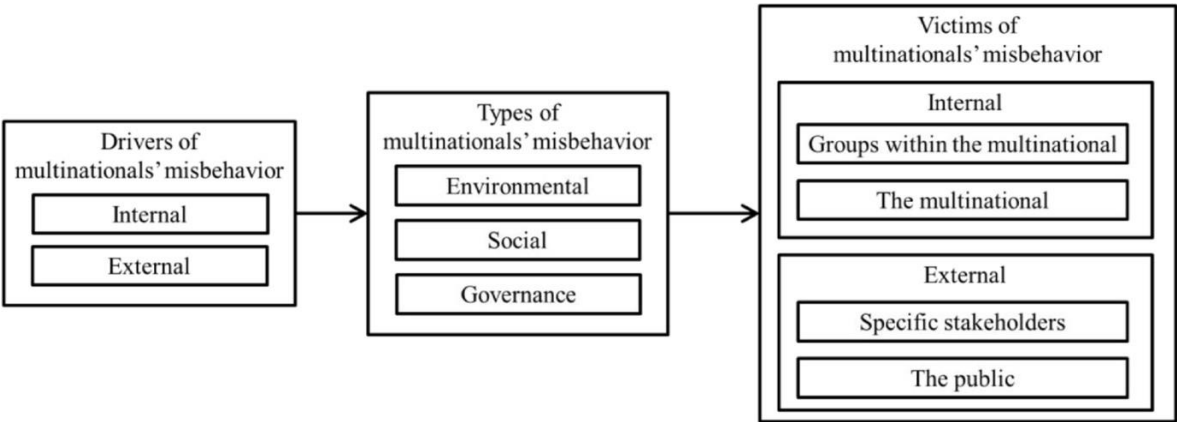 Drivers of
multinationals’ misbehavior
Internal
External
Types of
multinationals’ misbehavior
Environmental
Social
Governance
Victims of
multinationals’ misbehavior
Internal
Groups within the multinational
The multinational
External
Specific stakeholders
The public